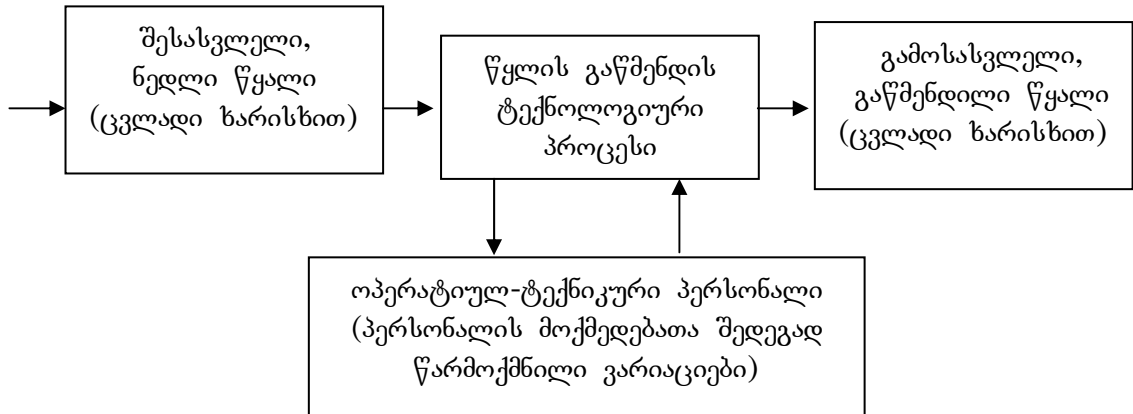 შესასვლელი,
ნედლი წყალი
(ცვლადი ხარისხით)
წყლის გაწმენდის
ტექნოლოგიური
პროცესი
გამოსასვლელი,
გაწმენდილი წყალი
(ცვლადი ხარისხით)
ოპერატიულ-ტექნიკური პერსონალი
(პერსონალის მოქმედებათა შედეგად
წარმოქმნილი ვარიაციები)